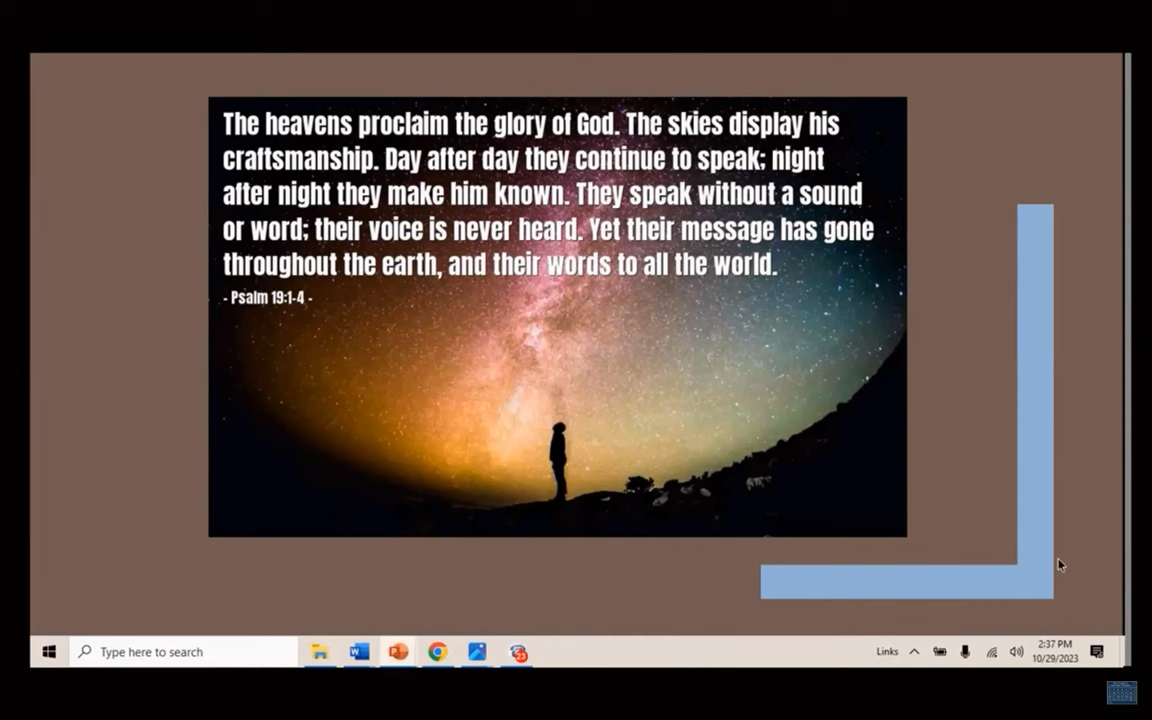 The heavens proclaim the glory of God. The skies display his
craftsmanship. Day after day they continue to speak; night
after night they make him known. They speak without a sound
or word; their voice is never heard. Yet their message has gone
throughout the earth, and their words to all the world.
- Psalm 19:1-4 -
Type here to search
23
Links
2:37 PM
10/29/2023